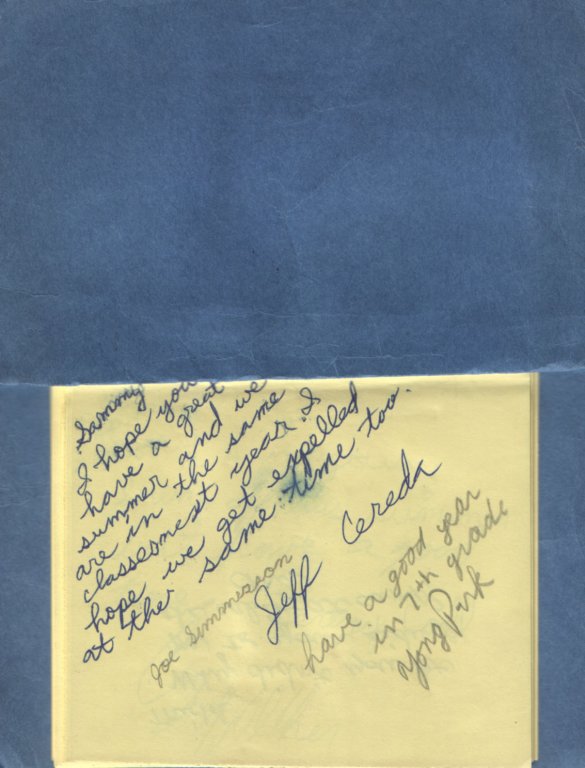 Sammy
I hope you
have a great
summer and we
are in the same
classesnest year. I
hope we get expelled
at the same time too.
Jeff Cereda
Joe Simmerson
have a good year
in 7th grade
Yong Park